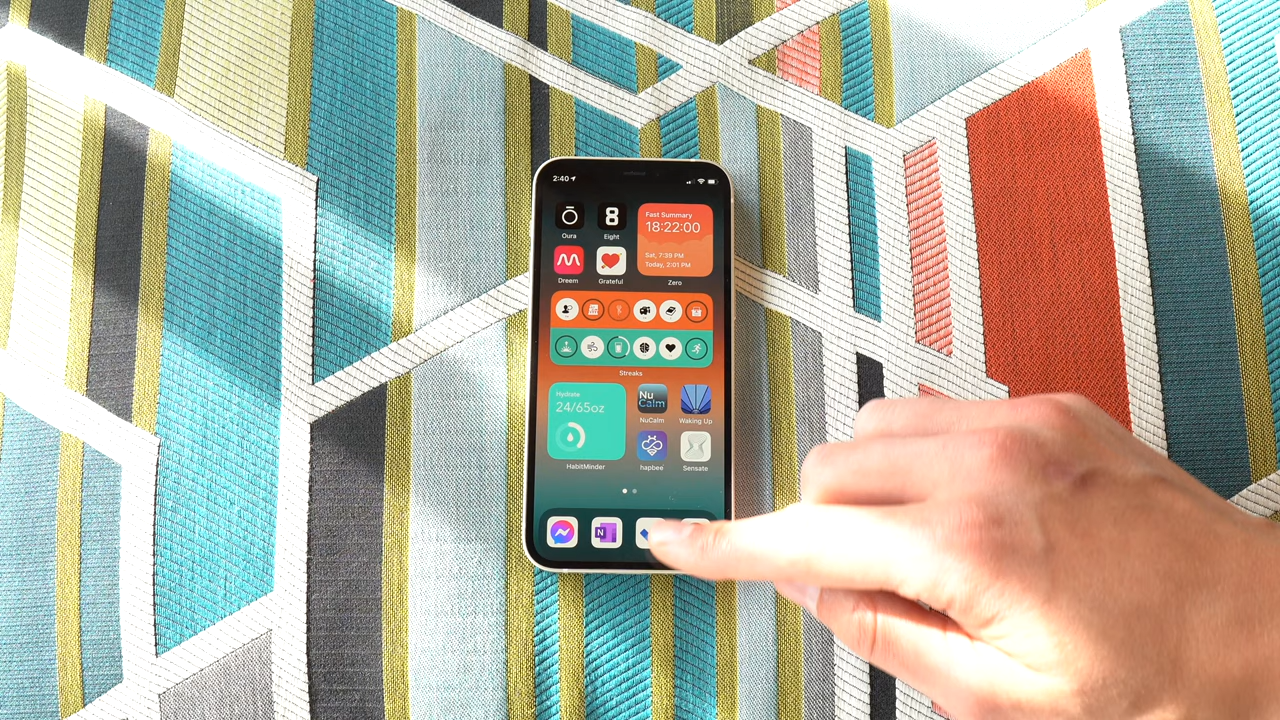 2:40
Oura
8
Eight
Fast Summary
18:22:00
Sat, 7:39 PM
Today, 2:01 PM
Zero
Dreem
Grateful
Streaks
Hydrate
24/65oz
HabitMinder
Nu
Calm
NuCalm
Waking Up
hapbee
Sensate
N